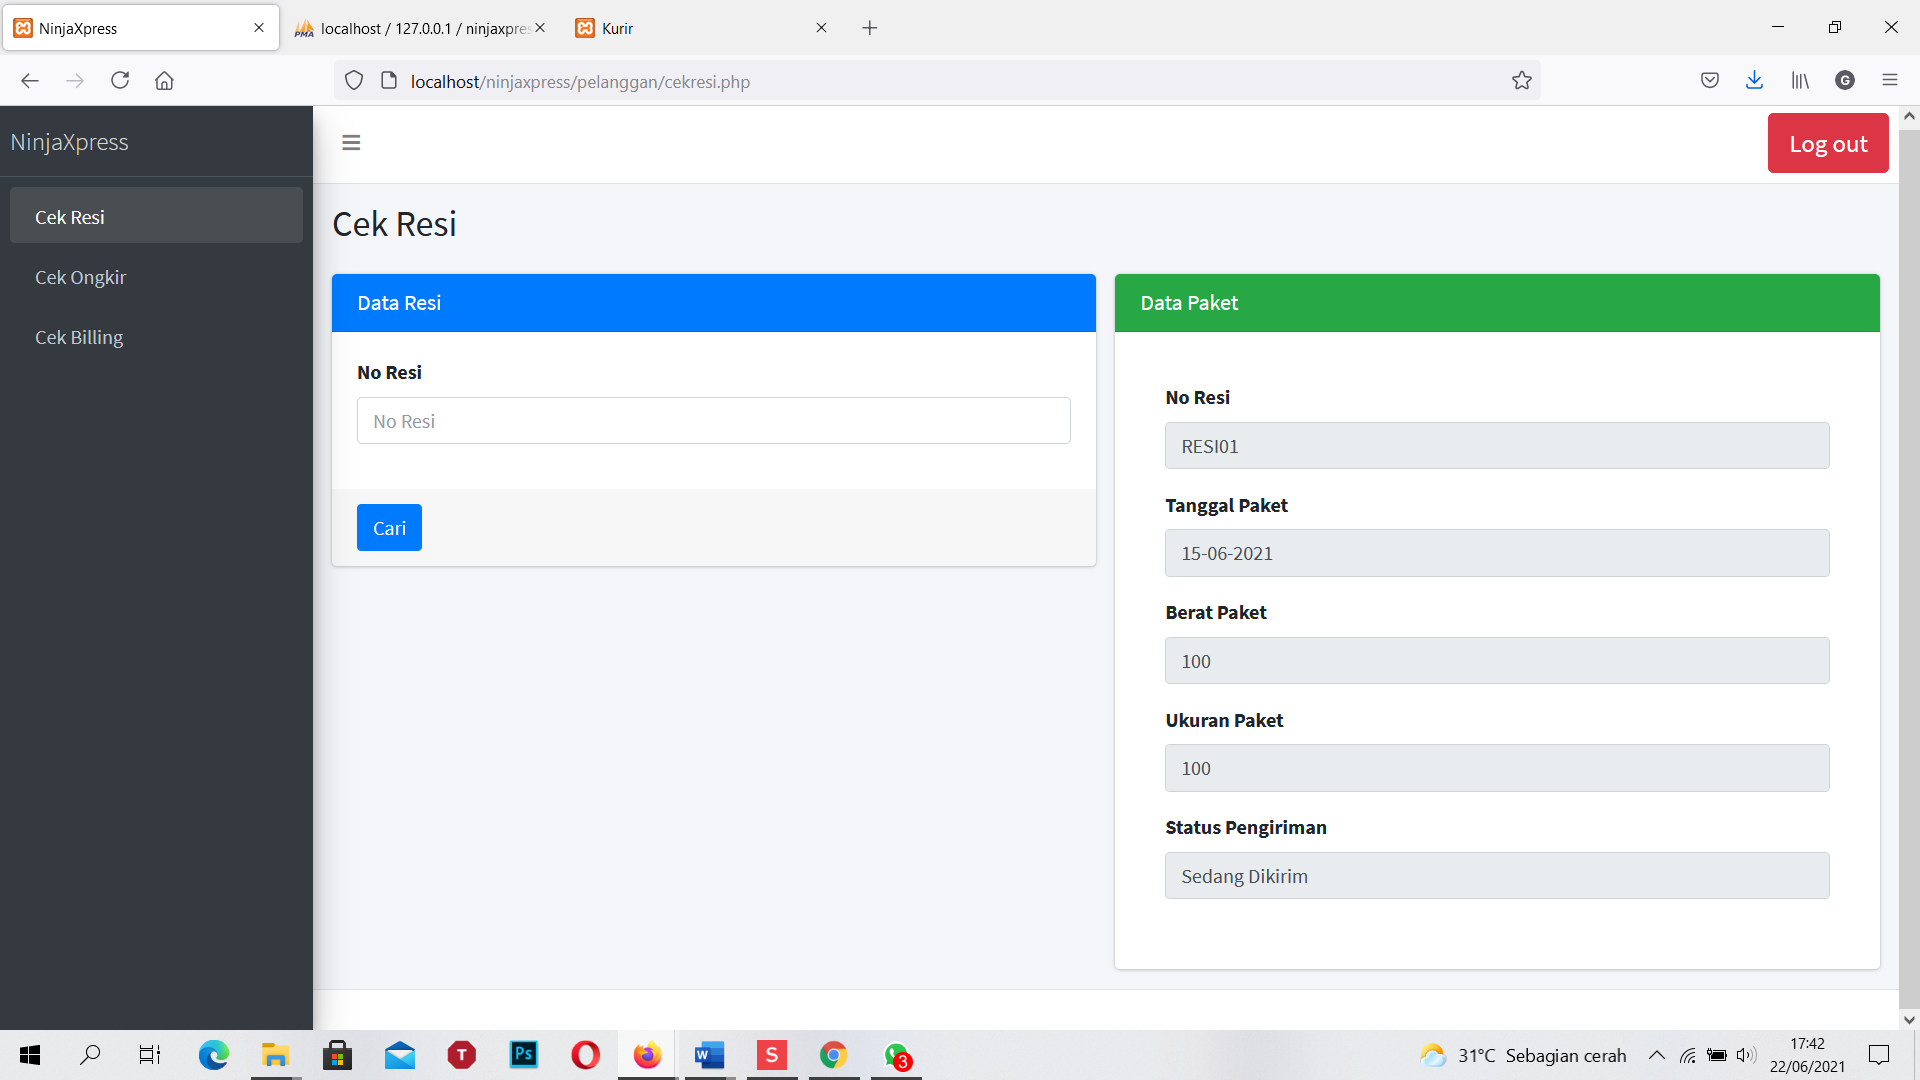 NinjaXpress
localhost / 127.0.0.1 / ninjaxpres
Kurir
localhost/ninjaxpress/pelanggan/cekresi.php
G
NinjaXpress
Log out
Cek Resi
Cek Ongkir
Cek Billing
Cek Resi
Data Resi
No Resi
No Resi
Cari
Data Paket
No Resi
RESI01
Tanggal Paket
15-06-2021
Berat Paket
100
Ukuran Paket
100
Status Pengiriman
Sedang Dikirim
T
Ps
W
S
3
31°C Sebagian cerah
17:42
22/06/2021